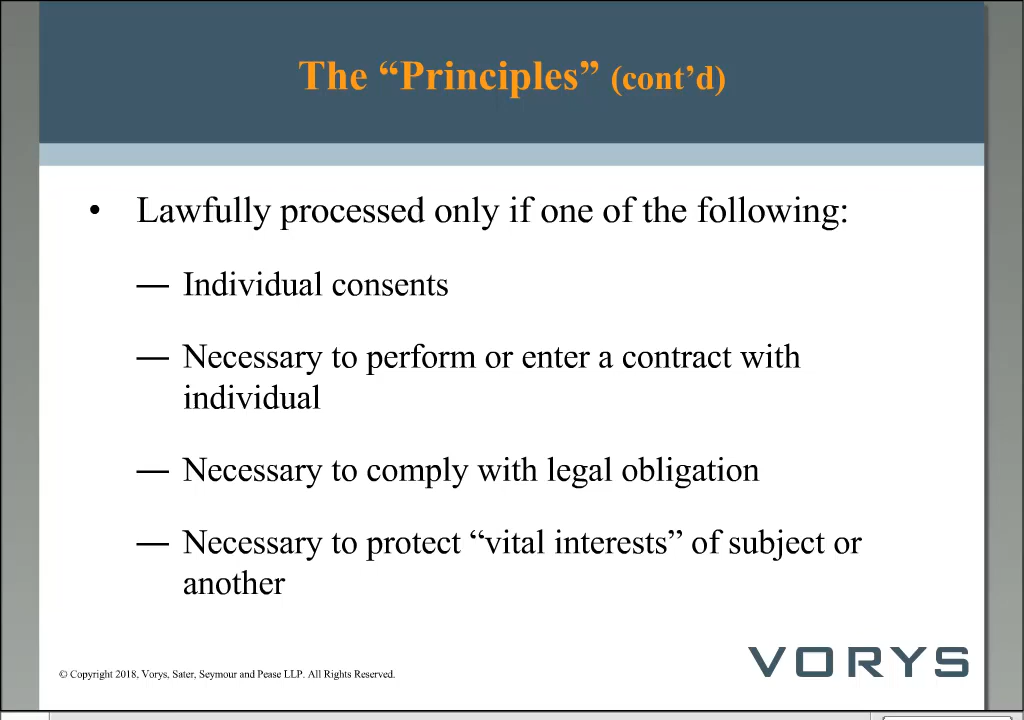 The “Principles” (cont’d)
• Lawfully processed only if one of the following:
— Individual consents
— Necessary to perform or enter a contract with
individual
— Necessary to comply with legal obligation
— Necessary to protect “vital interests” of subject or
another
© Copyright 2018, Vorys, Sater, Seymour and Pease LLP. All Rights Reserved.
VORYS